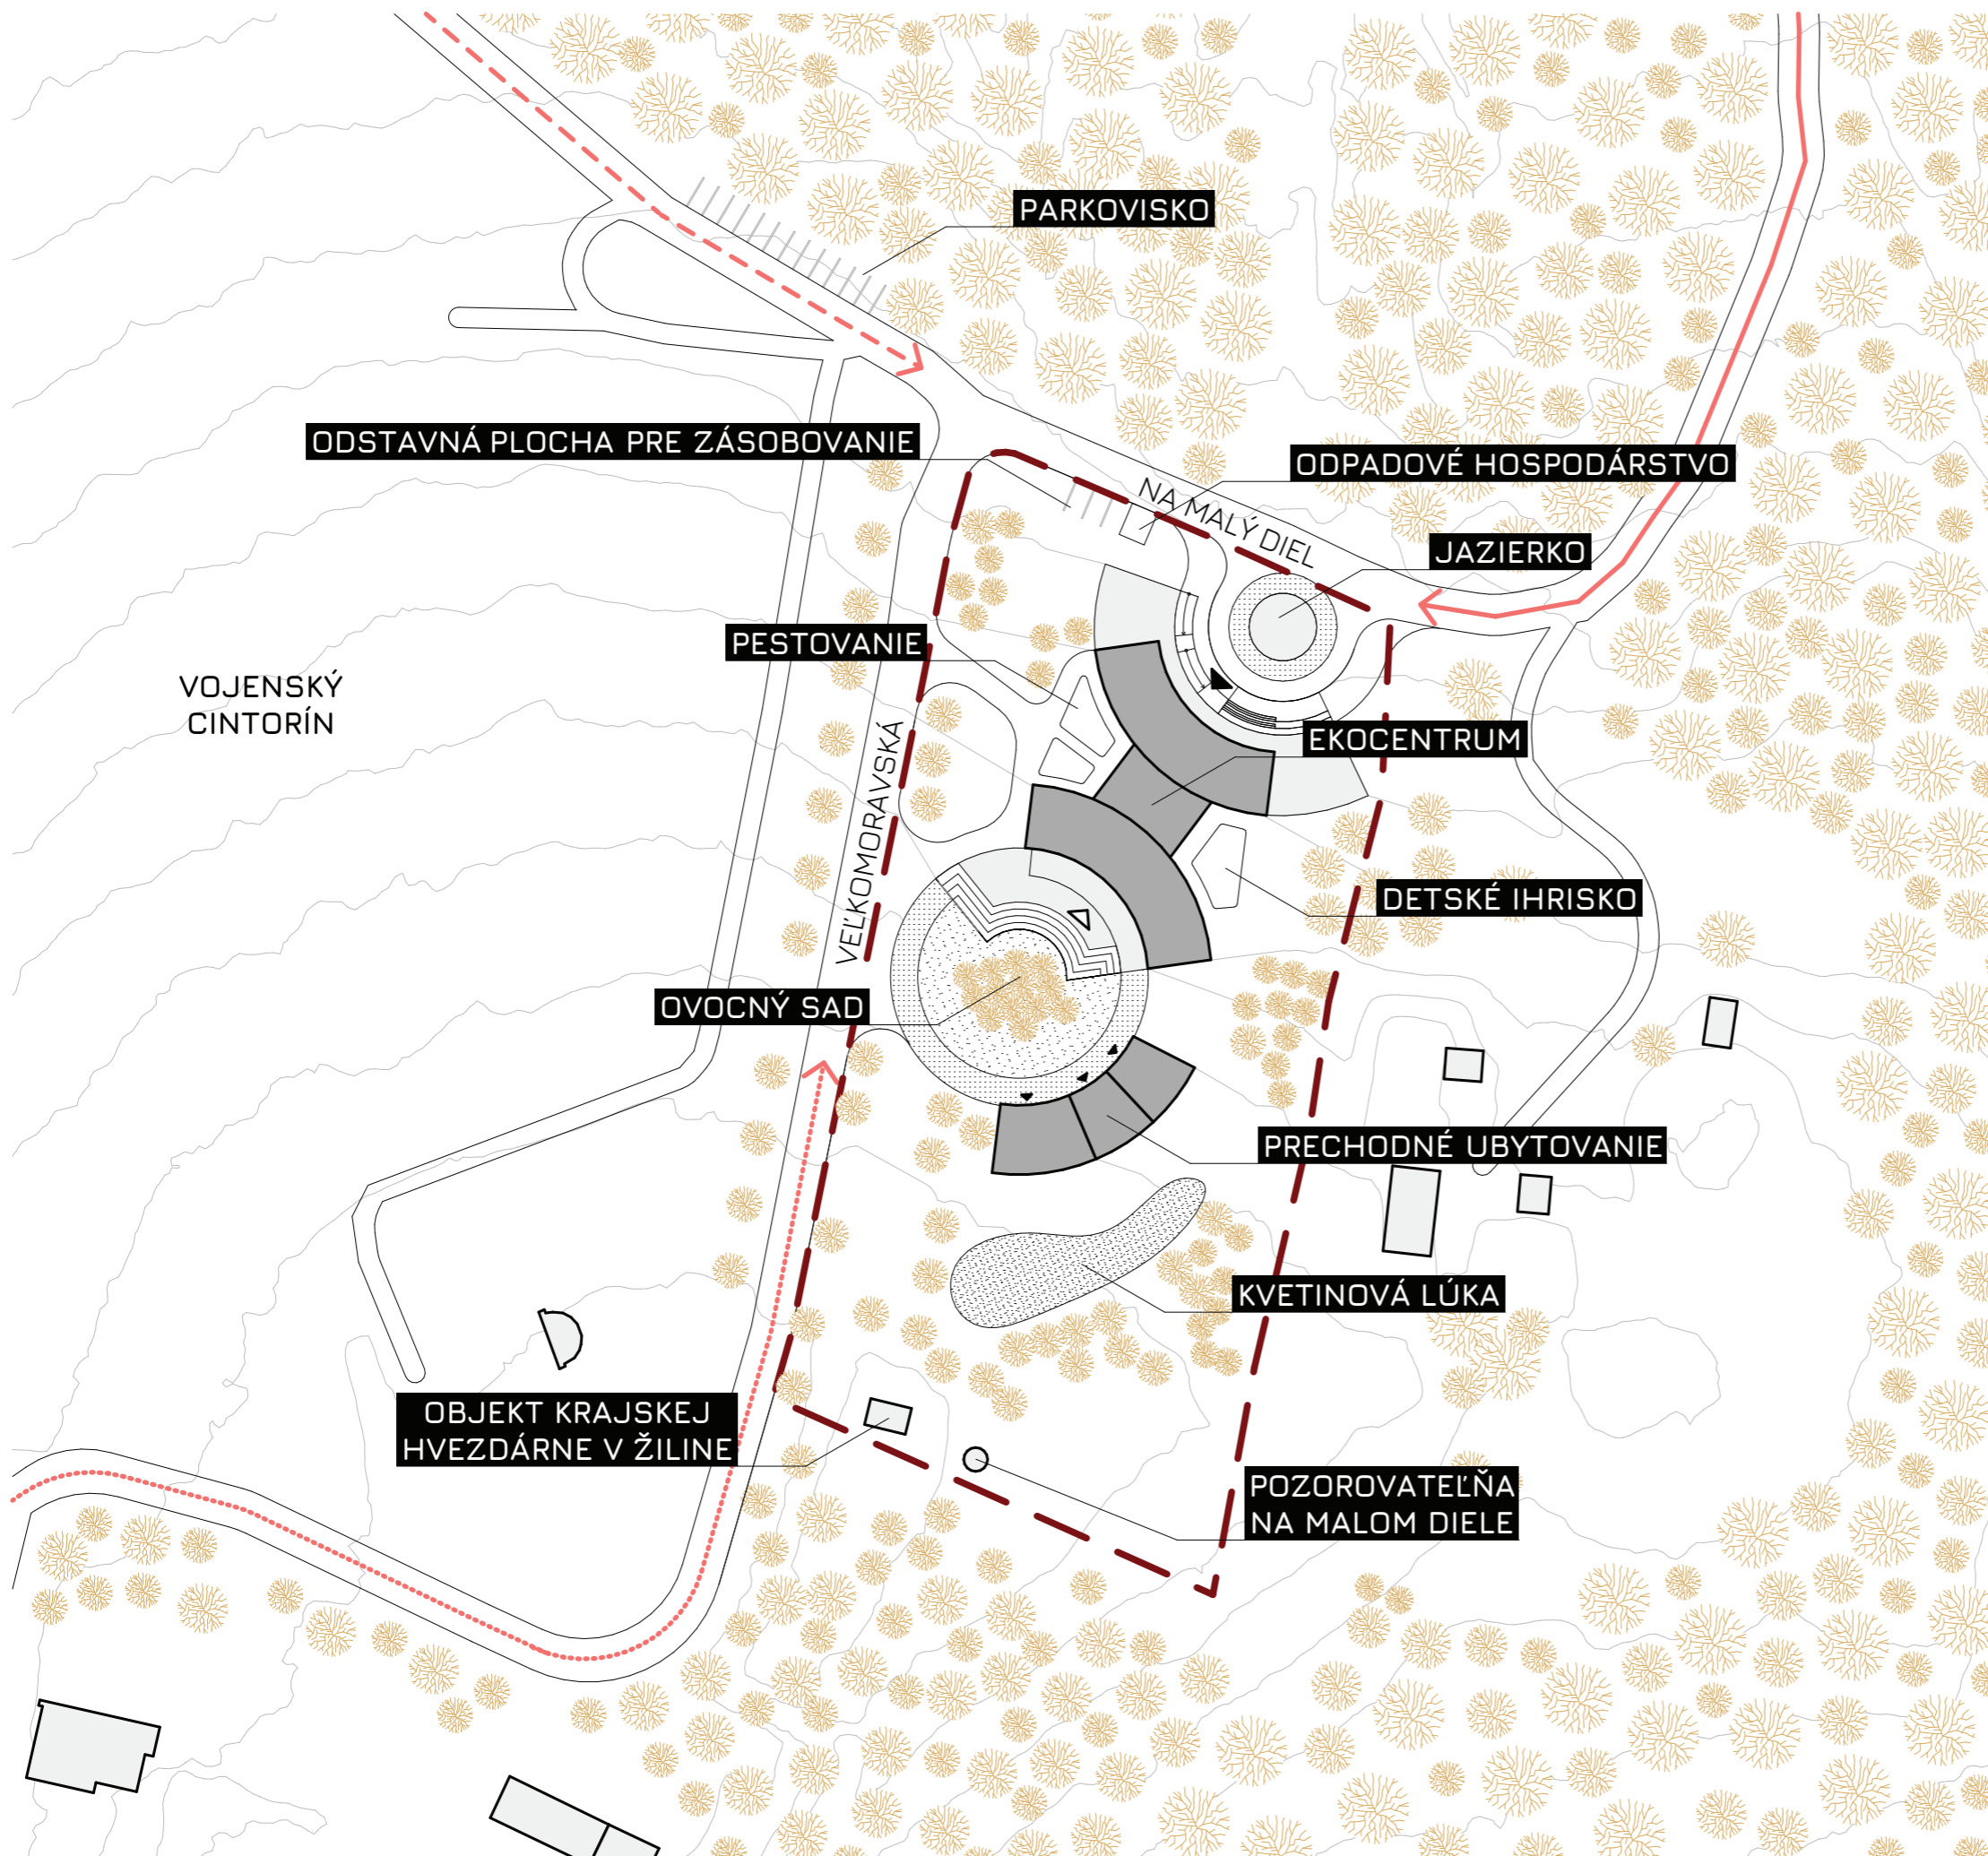 PARKOVISKO
ODSTAVNÁ PLOCHA PRE ZÁSOBOVANIE
ODPADOVÉ HOSPODÁRSTVO
NA MALÝ DIEL
JAZIERKO
PESTOVANIE
VOJENSKÝ
CINTORÍN
EKOCENTRUM
VEĽKOMORAVSKÁ
DETSKÉ IHRISKO
OVOCNÝ SAD
PRECHODNÉ UBYTOVANIE
KVETINOVÁ LÚKA
OBJEKT KRAJSKEJ
HVEZDÁRNE V ŽILINE
POZOROVATEĽŇA
NA MALOM DIELE